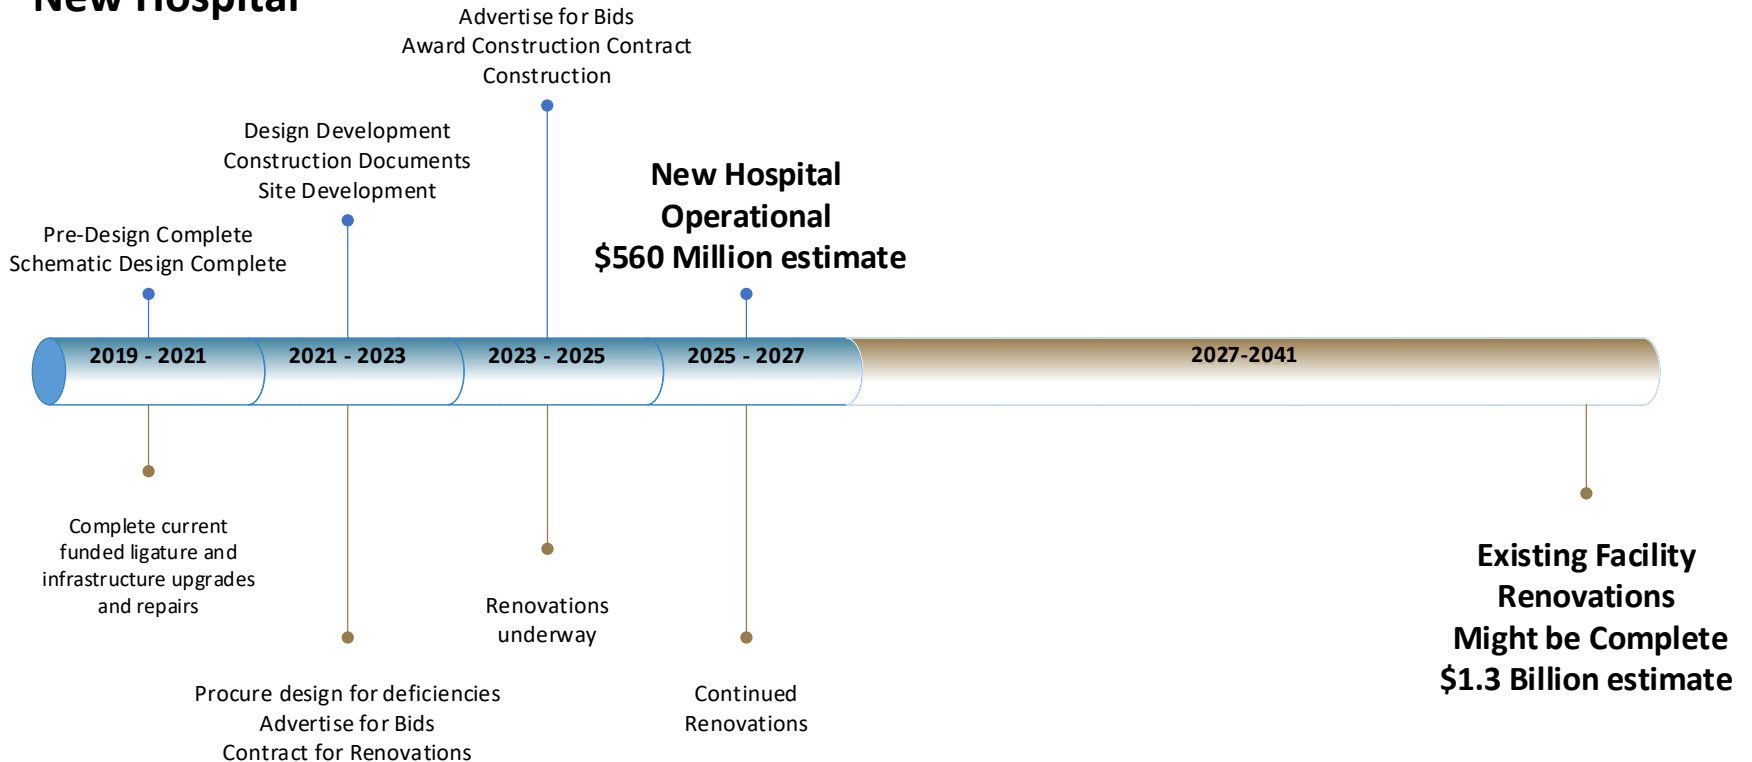 New Hospital
Advertise for Bids
Award Construction Contract
Construction
Design Development
Construction Documents
Site Development
New Hospital
Operational
$560 Million estimate
Pre-Design Complete
Schematic Design Complete
2019 - 2021
2021 - 2023
2023 - 2025
2025 - 2027
2027-2041
Complete current
funded ligature and
infrastructure upgrades
and repairs
Renovations
underway
Existing Facility
Renovations
Might be Complete
$1.3 Billion estimate
Procure design for deficiencies
Advertise for Bids
Contract for Renovations
Continued
Renovations